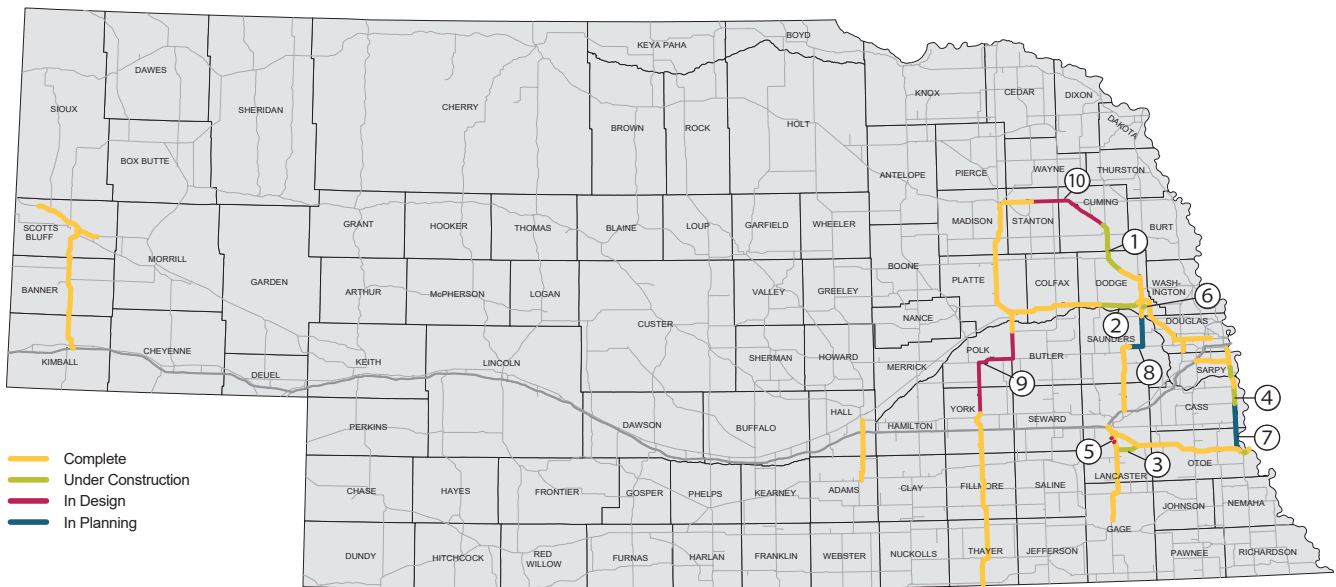 BOYD
KEYA PAHA
DAWES
KNOX
CEDAR
DIXON
SIOUX
SHERIDAN
CHERRY
BROWN
ROCK
HOLT
DAKOTA
BOX BUTTE
ANTELOPE
PIERCE
WAYNE
THURSTON
10
CUMING
SCOTTS
BLUFF
GRANT
HOOKER
THOMAS
BLAINE
LOUP
GARFIELD
WHEELER
MADISON
STANTON
BURT
1
MORRILL
GARDEN
BOONE
BANNER
ARTHUR
McPHERSON
LOGAN
VALLEY
GREELEY
PLATTE
COLFAX
DODGE
WASH-
INGTON
6
CUSTER
NANCE
2
DOUGLAS
KIMBALL
CHEYENNE
DEUEL
KEITH
LINCOLN
SHERMAN
HOWARD
MERRICK
POLK
BUTLER
SAUNDERS
8
SARPY
9
4
CASS
HALL
YORK
SEWARD
PERKINS
DAWSON
BUFFALO
HAMILTON
7
5
3
OTOE
LANCASTER
Complete
Under Construction
In Design
In Planning
CHASE
HAYES
FRONTIER
GOSPER
PHELPS
KEARNEY
ADAMS
CLAY
FILLMORE
SALINE
GAGE
JOHNSON
NEMAHA
DUNDY
HITCHCOCK
RED
WILLOW
FURNAS
HARLAN
FRANKLIN
WEBSTER
NUCKOLLS
THAYER
JEFFERSON
PAWNEE
RICHARDSON